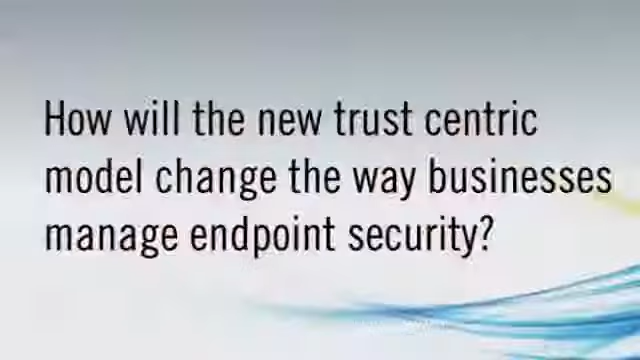 How will the new trust centric
model change the way businesses
manage endpoint security?